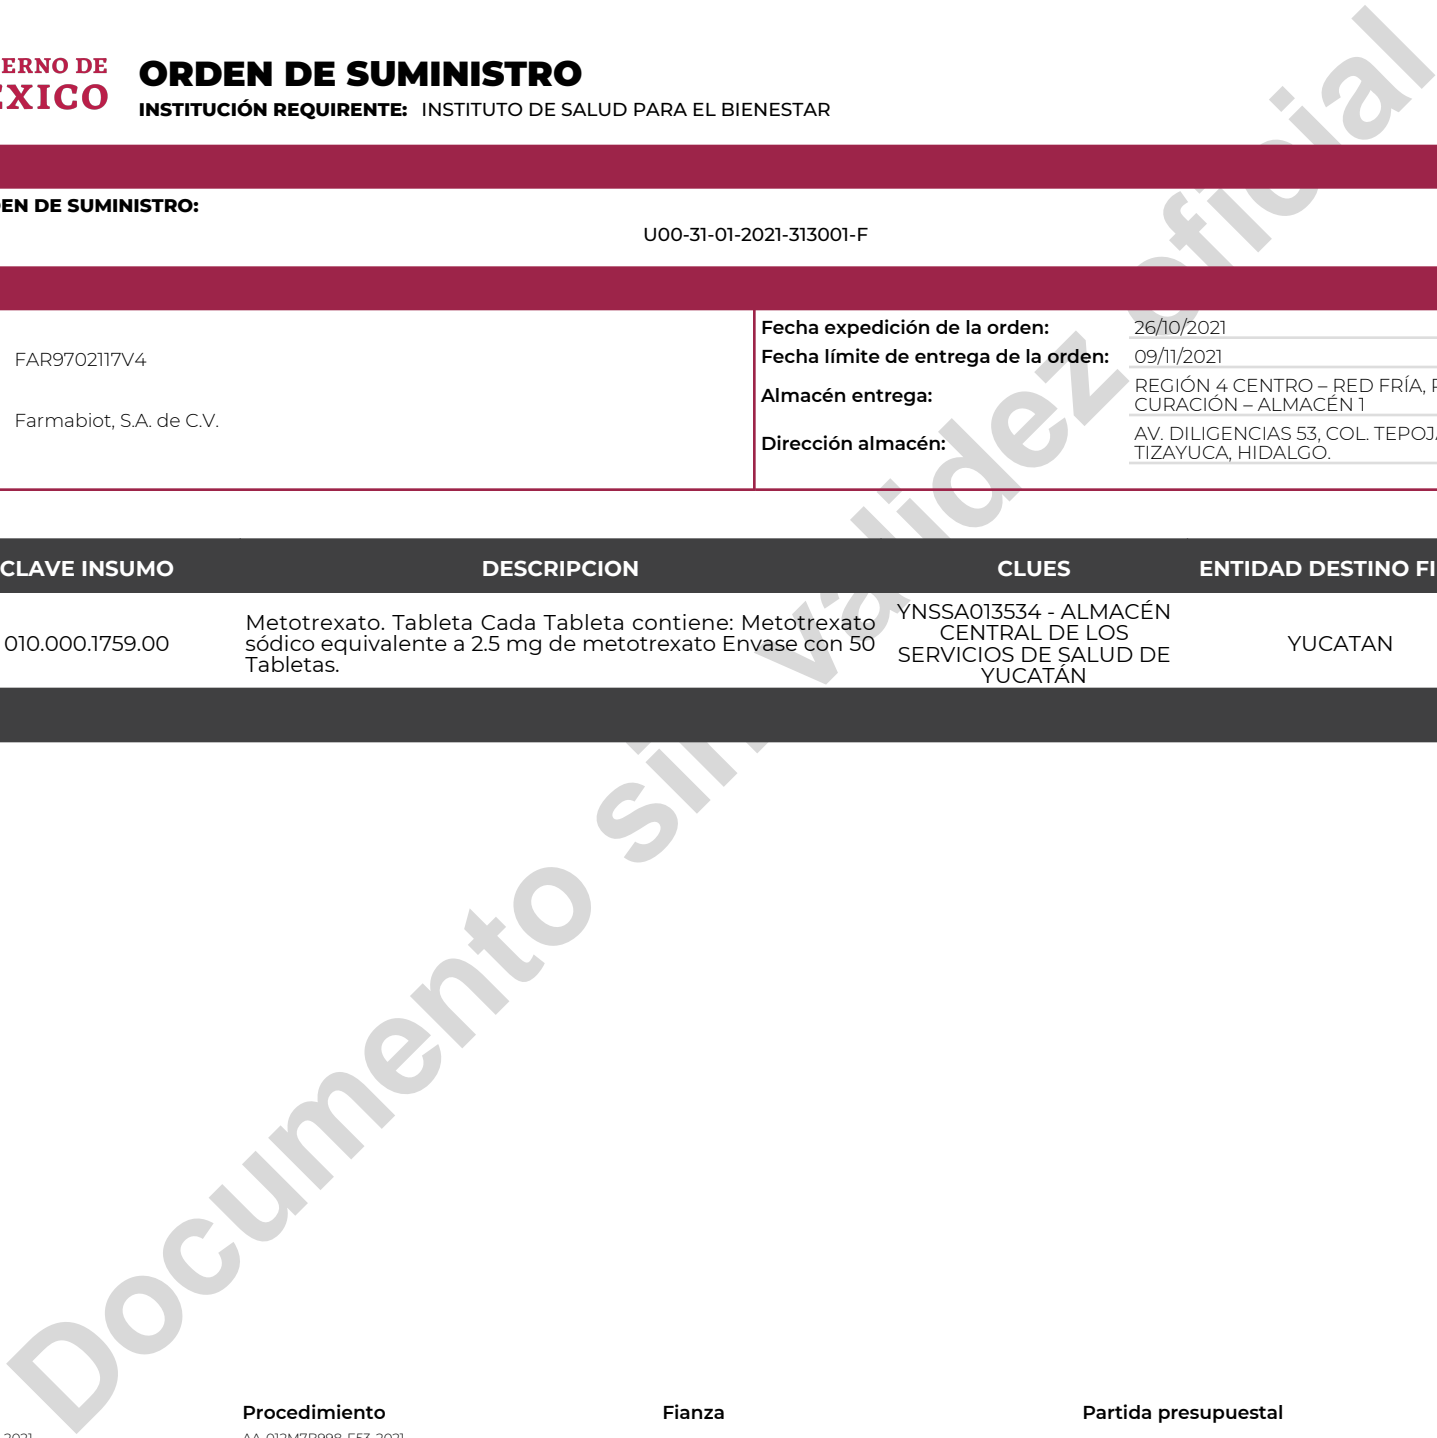 ERNO DE
ÉXICO
ORDEN DE SUMINISTRO
INSTITUCIÓN REQUIRENTE: INSTITUTO DE SALUD PARA EL BIENESTAR
EN DE SUMINISTRO:
U00-31-01-2021-313001-F
FAR9702117V4
Farmabiot, S.A. de C.V.
Fecha expedición de la orden: 26/10/2021
Fecha límite de entrega de la orden: 09/11/2021
Almacén entrega: REGIÓN 4 CENTRO – RED FRÍA,
CURACIÓN – ALMACÉN 1
Dirección almacén: AV. DILIGENCIAS 53, COL. TEPOJA
TIZAYUCA, HIDALGO.
CLAVE INSUMO DESCRIPCION CLUES ENTIDAD DESTINO FI
010.000.1759.00
Metotrexato. Tableta Cada Tableta contiene: Metotrexato
sódico equivalente a 2.5 mg de metotrexato Envase con 50
Tabletas.
YNSSA013534 - ALMACÉN
CENTRAL DE LOS
SERVICIOS DE SALUD DE
YUCATÁN
YUCATAN
Documento sin validez oficial
Procedimiento Fianza Partida presupuestal